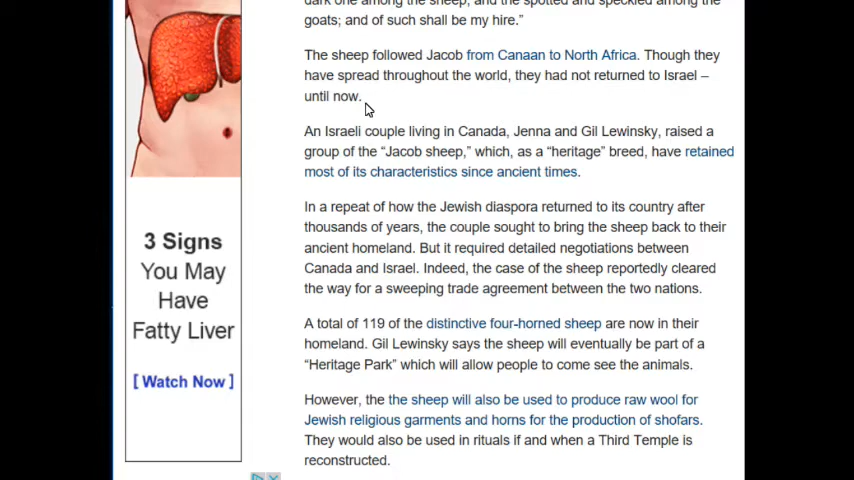 dark one among the sheep, and the spotted and speckled among the
goats; and of such shall be my hire.”
The sheep followed Jacob from Canaan to North Africa. Though they
have spread throughout the world, they had not returned to Israel –
until now.
An Israeli couple living in Canada, Jenna and Gil Lewinsky, raised a
group of the “Jacob sheep,” which, as a “heritage” breed, have retained
most of its characteristics since ancient times.
In a repeat of how the Jewish diaspora returned to its country after
thousands of years, the couple sought to bring the sheep back to their
ancient homeland. But it required detailed negotiations between
Canada and Israel. Indeed, the case of the sheep reportedly cleared
the way for a sweeping trade agreement between the two nations.
A total of 119 of the distinctive four-horned sheep are now in their
homeland. Gil Lewinsky says the sheep will eventually be part of a
“Heritage Park” which will allow people to come see the animals.
However, the the sheep will also be used to produce raw wool for
Jewish religious garments and horns for the production of shofars.
They would also be used in rituals if and when a Third Temple is
reconstructed.
3 Signs
You May
Have
Fatty Liver
[ Watch Now ]